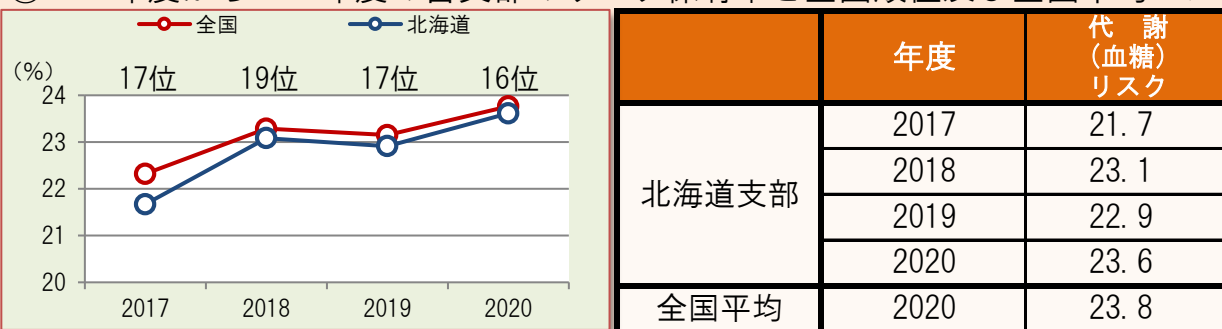 全国 北海道
(%) 17位 19位 17位 16位
24
23
22
21
20
2017 2018 2019 2020
年度 代 謝
(血糖)
リスク
北海道支部
2017 21.7
2018 23.1
2019 22.9
2020 23.6
全国平均 2020 23.8